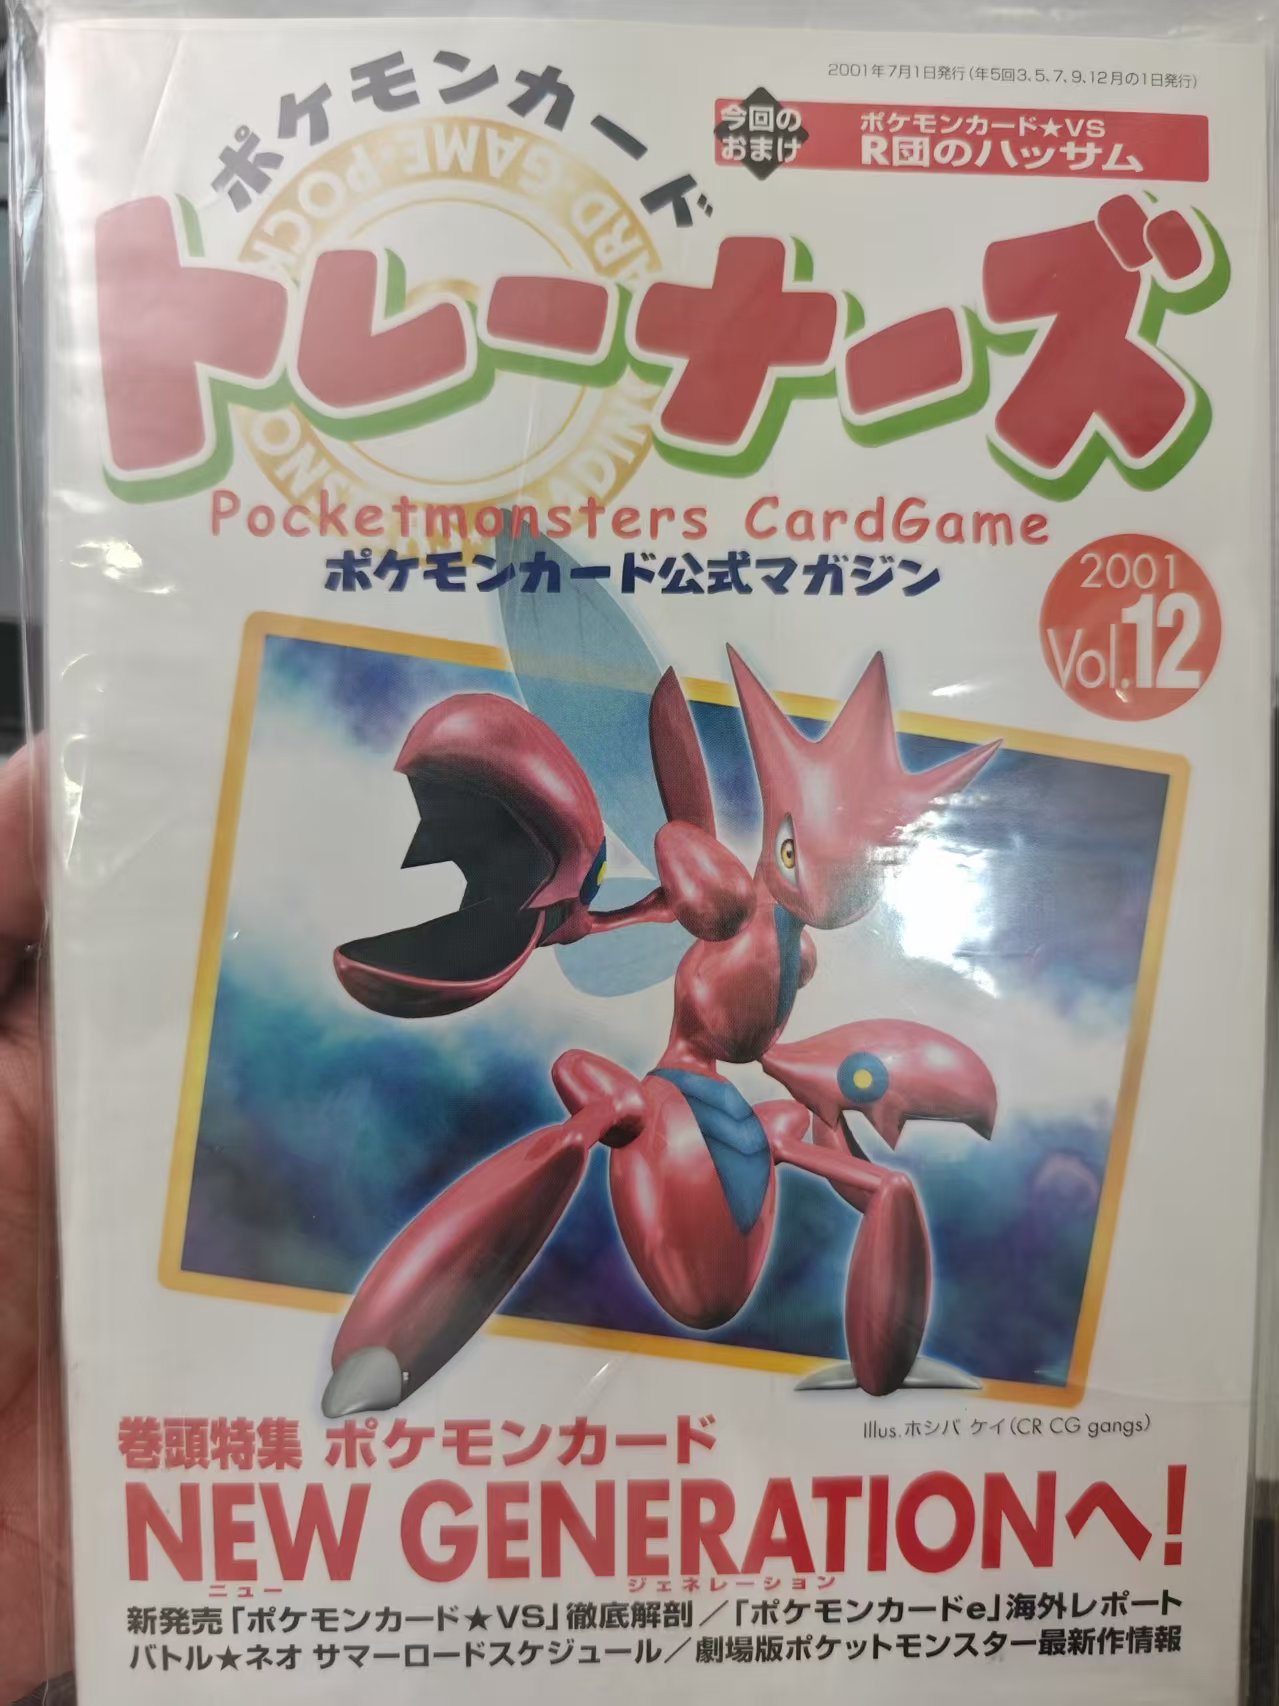 2001年7月1日発行(年5回3、5、7、9、12月の1日発行)
今回の
おまけ
ポケモンカード★VS
R団のハッサム
ポケモンカード
トレーナーズ
Pocketmonsters CardGame
ポケモンカード公式マガジン
2001
Vol.12
Illus.ホシバ ケイ(CR CG gangs)
巻頭特集 ポケモンカード
NEW GENERATIONへ!
ニュー ジェネレーション
新発売「ポケモンカード★VS」徹底解剖/「ポケモンカードe」海外レポート
バトル★ネオ サマーロードスケジュール/劇場版ポケットモンスター最新作情報